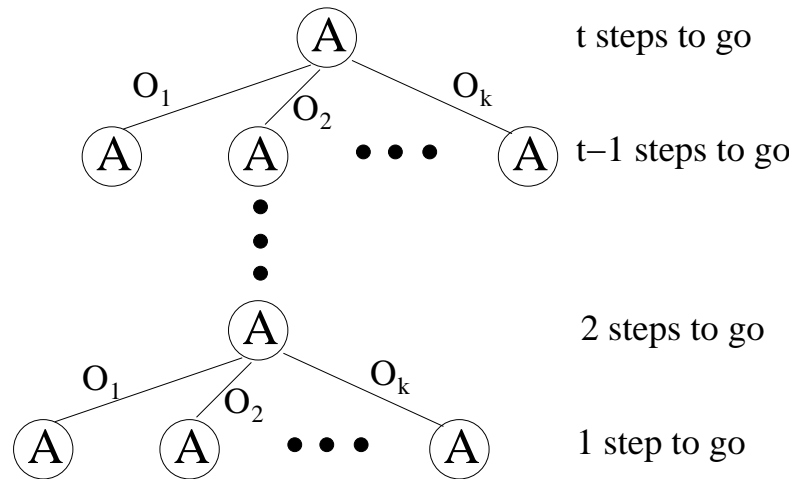 A t steps to go
O1 O2 Ok
A A A t−1 steps to go
A 2 steps to go
O1 O2 Ok
A A A 1 step to go